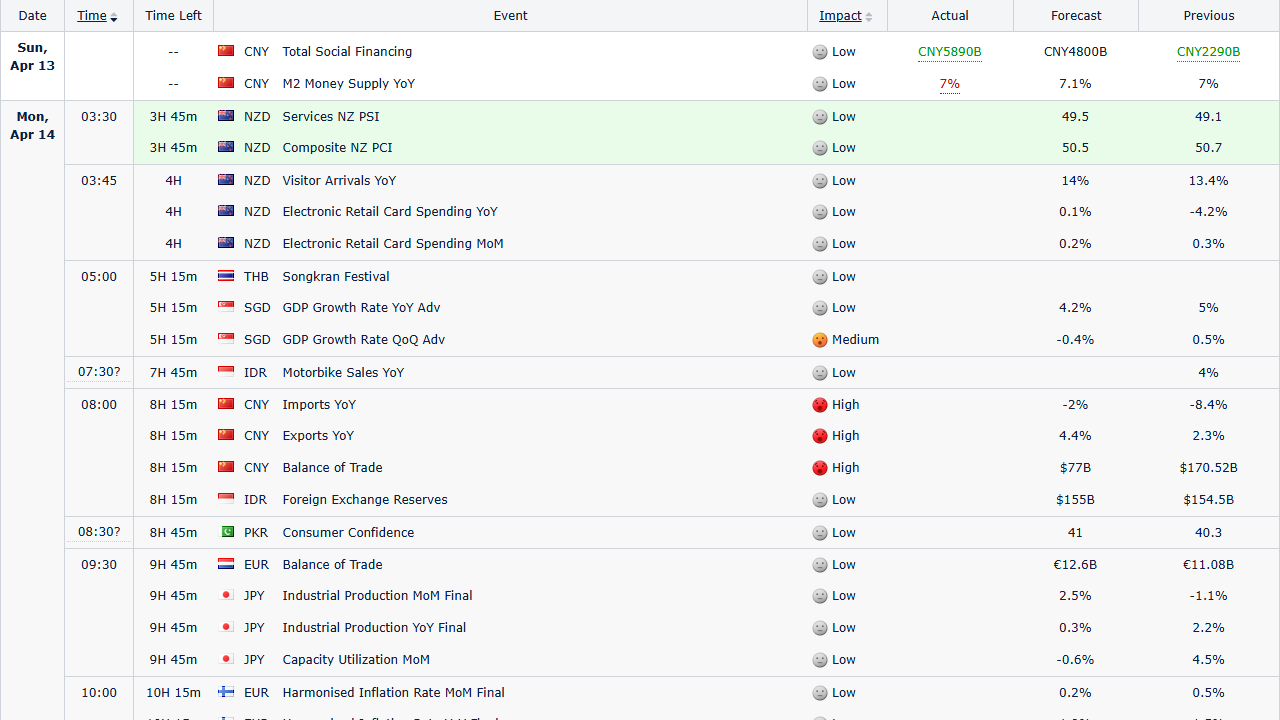 Date Time Time Left Event Impact Actual Forecast Previous
Sun, Apr 13 -- CNY Total Social Financing Low CNY5890B CNY4800B CNY2290B
-- CNY M2 Money Supply YoY Low 7% 7.1% 7%
Mon, Apr 14 03:30 3H 45m NZD Services NZ PSI Low 49.5 49.1
3H 45m NZD Composite NZ PCI Low 50.5 50.7
03:45 4H NZD Visitor Arrivals YoY Low 14% 13.4%
4H NZD Electronic Retail Card Spending YoY Low 0.1% -4.2%
4H NZD Electronic Retail Card Spending MoM Low 0.2% 0.3%
05:00 5H 15m THB Songkran Festival Low
5H 15m SGD GDP Growth Rate YoY Adv Low 4.2% 5%
5H 15m SGD GDP Growth Rate QoQ Adv Medium -0.4% 0.5%
07:30? 7H 45m IDR Motorbike Sales YoY Low 4%
08:00 8H 15m CNY Imports YoY High -2% -8.4%
8H 15m CNY Exports YoY High 4.4% 2.3%
8H 15m CNY Balance of Trade High $77B $170.52B
8H 15m IDR Foreign Exchange Reserves Low $155B $154.5B
08:30? 8H 45m PKR Consumer Confidence Low 41 40.3
09:30 9H 45m EUR Balance of Trade Low €12.6B €11.08B
9H 45m JPY Industrial Production MoM Final Low 2.5% -1.1%
9H 45m JPY Industrial Production YoY Final Low 0.3% 2.2%
9H 45m JPY Capacity Utilization MoM Low -0.6% 4.5%
10:00 10H 15m EUR Harmonised Inflation Rate MoM Final Low 0.2% 0.5%